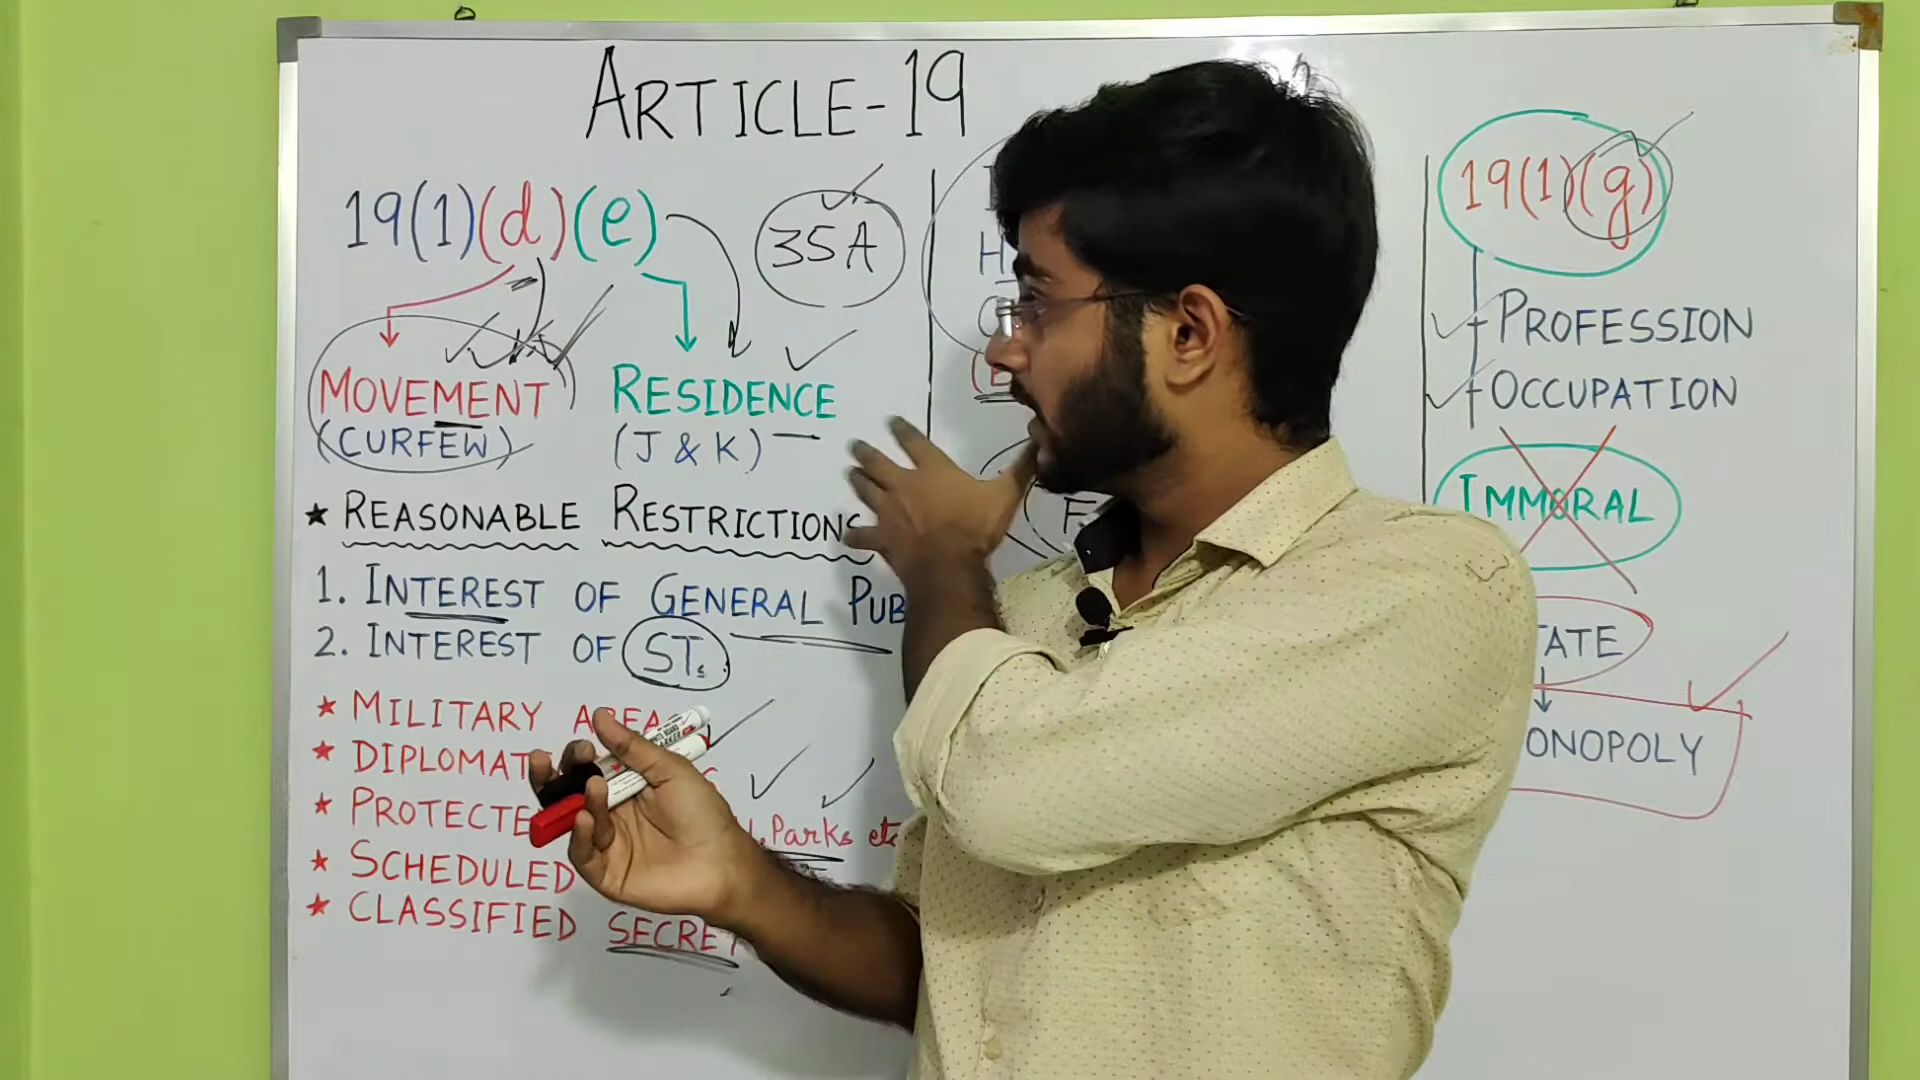 ARTICLE-19
19(1)(d)(e)
35A
MOVEMENT
(CURFEW)
RESIDENCE
(J & K) —
★ REASONABLE RESTRICTIONS
1. INTEREST OF GENERAL PUB
2. INTEREST OF STs.
★ MILITARY AREA
★ DIPLOMAT
★ PROTECTE
Parks etc
★ SCHEDULED
★ CLASSIFIED SECRET
H
F
19(1)(g)
PROFESSION
OCCUPATION
IMMORAL
TATE
ONOPOLY